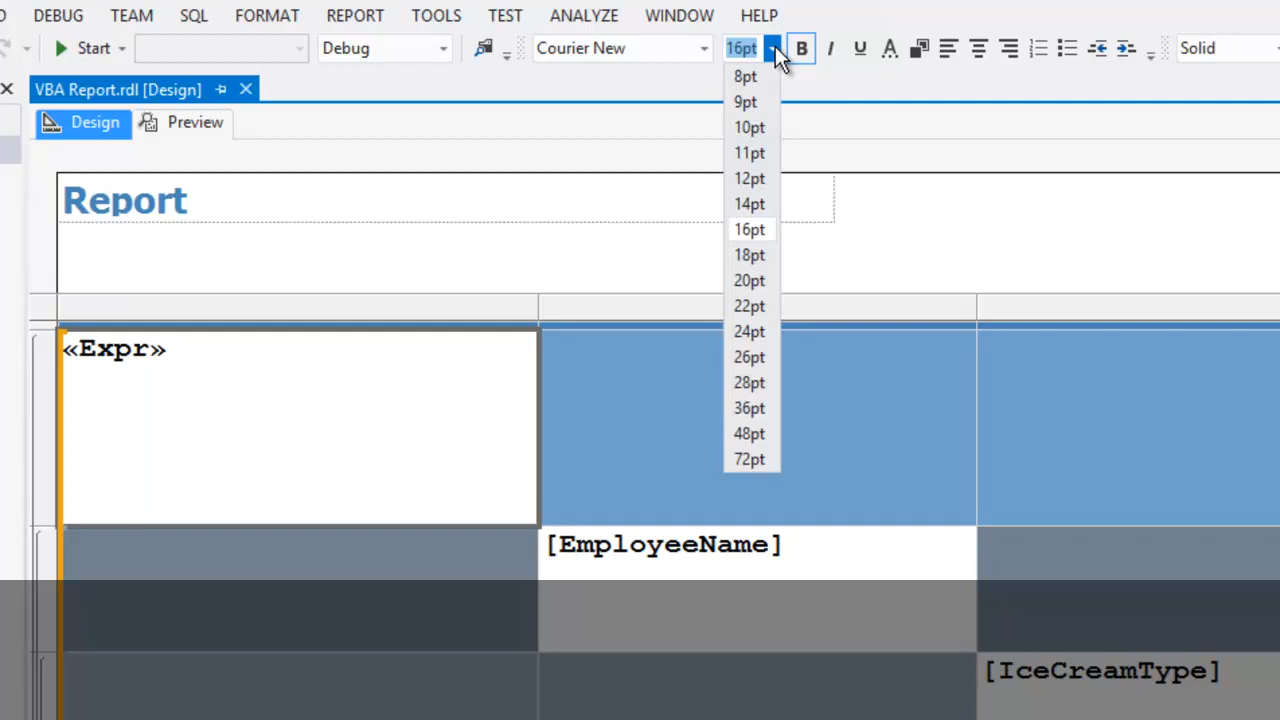 DEBUG TEAM SQL FORMAT REPORT TOOLS TEST ANALYZE WINDOW HELP
Start Debug Courier New 16pt B I U A Solid
VBA Report.rdl [Design]
Design Preview
8pt
9pt
10pt
11pt
12pt
14pt
16pt
18pt
20pt
22pt
24pt
26pt
28pt
36pt
48pt
72pt
Report
«Expr»
[EmployeeName]
[IceCreamType]